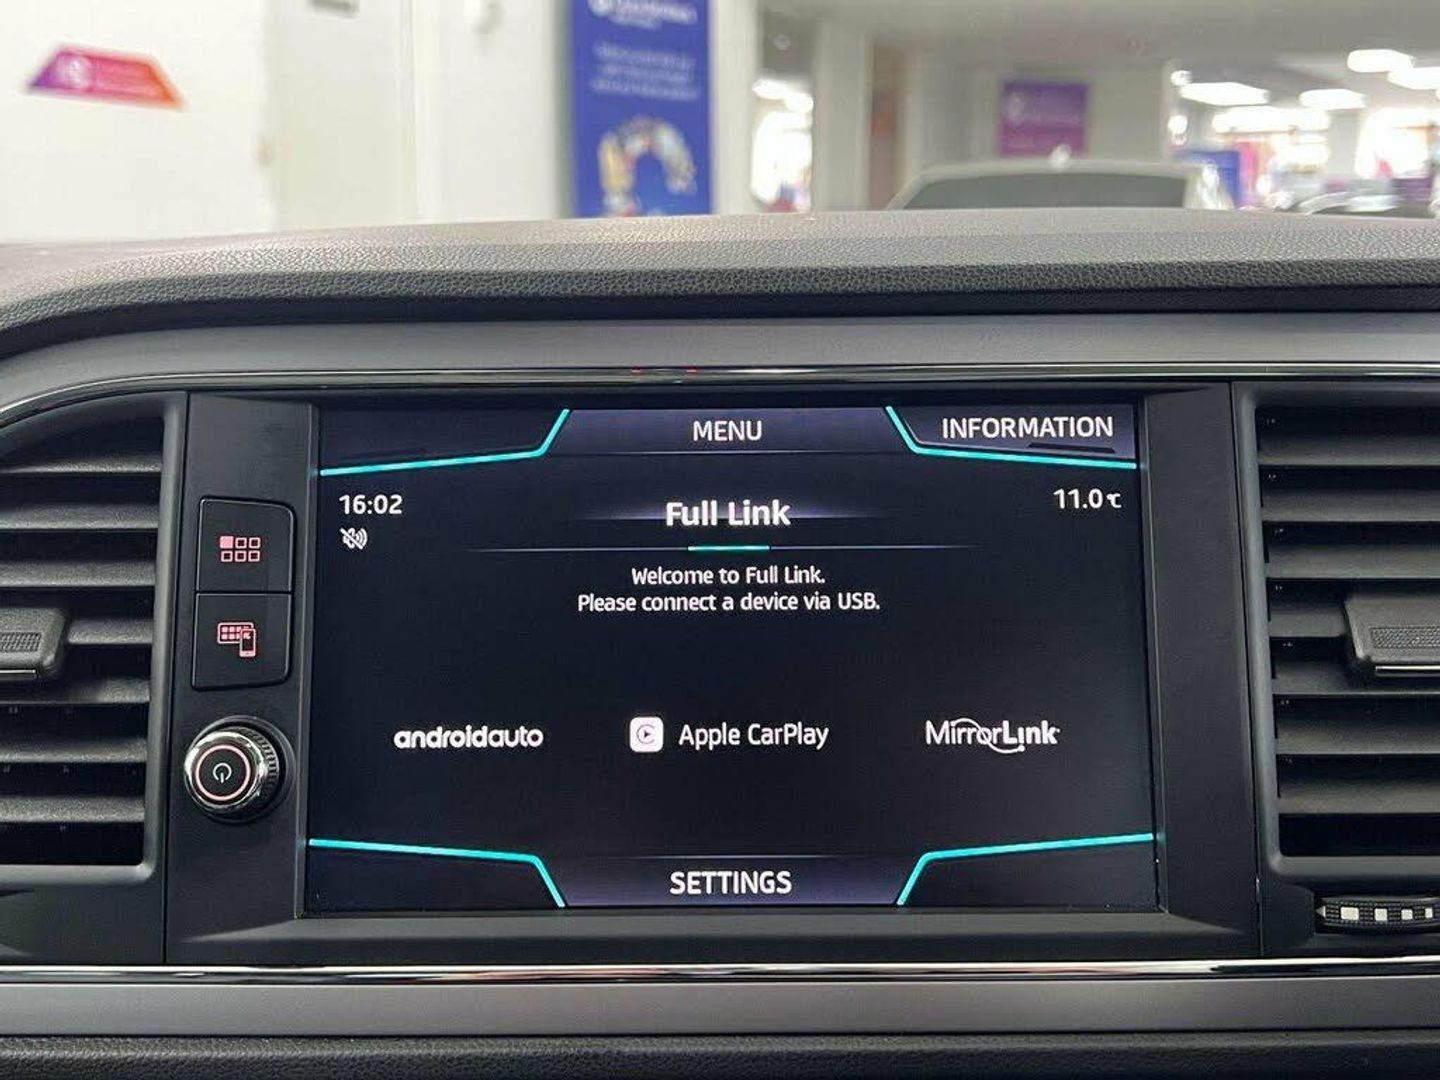 MENU
INFORMATION
16:02
Full Link
11.0 °C
Welcome to Full Link.
Please connect a device via USB.
androidauto
Apple CarPlay
MirrorLink
SETTINGS